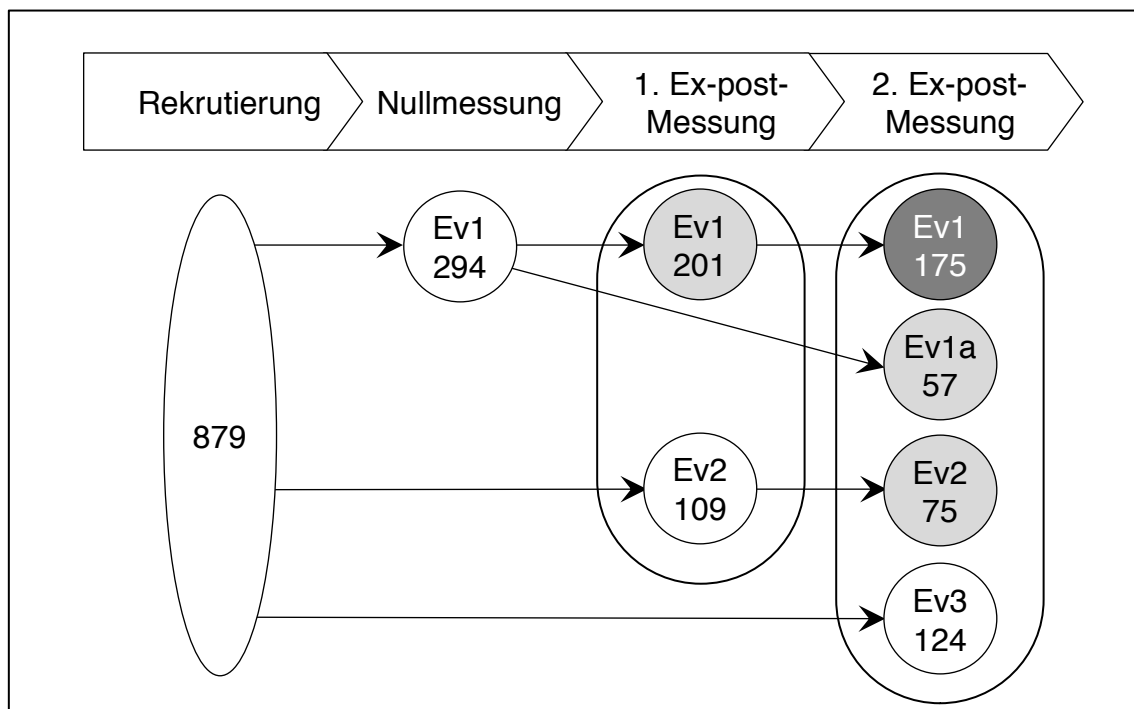 Rekrutierung
Nullmessung
1. Ex-post-
Messung
2. Ex-post-
Messung
Ev1
294
Ev1
201
Ev1
175
Ev1a
57
879
Ev2
109
Ev2
75
Ev3
124